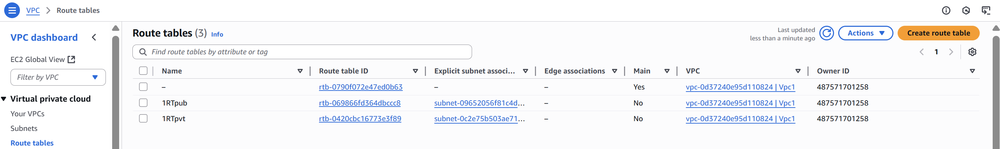 VPC > Route tables
VPC dashboard
EC2 Global View
Filter by VPC
Virtual private cloud
Your VPCs
Subnets
Route tables
Route tables (3) Info
Last updated
less than a minute ago
Actions
Create route table
Find route tables by attribute or tag
1
Name Route table ID Explicit subnet associ... Edge associations Main VPC Owner ID
– rtb-0790f072e47ed0b63 – – Yes vpc-0d37240e95d110824 | Vpc1 487571701258
1RTpub rtb-069866fd364dbccc8 subnet-09652056f81c4d... – No vpc-0d37240e95d110824 | Vpc1 487571701258
1RTpvt rtb-0420cbc16773e3f89 subnet-0c2e75b503ae71... – No vpc-0d37240e95d110824 | Vpc1 487571701258